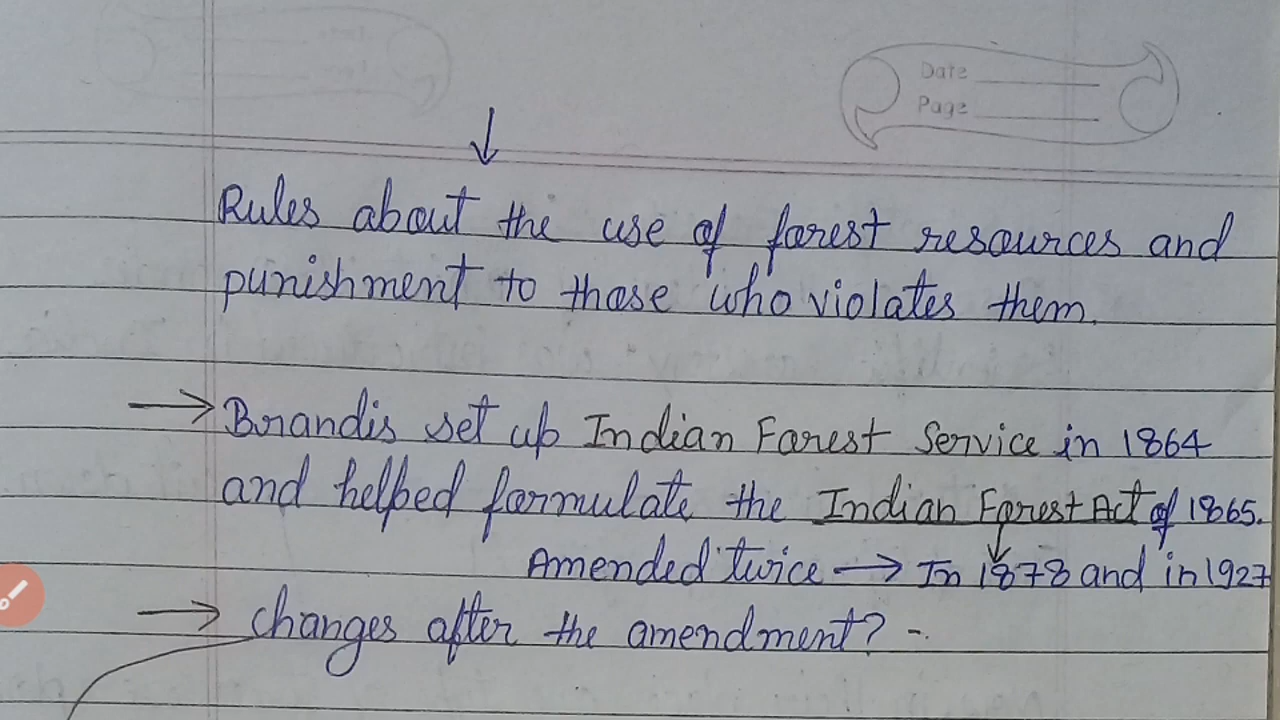 Date
Page
↓
Rules about the use of forest resources and
punishment to those who violates them.
→ Brandis set up Indian Forest Service in 1864
and helped formulate the Indian Forest Act of 1865.
Amended twice → In 1878 and in 1927
→ Changes after the amendment? -